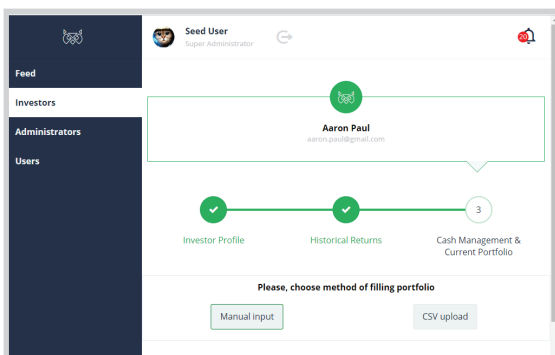 Seed User
Super Administrator
20
Feed
Investors
Administrators
Users
Aaron Paul
aaron.paul@gmail.com
3
Investor Profile
Historical Returns
Cash Management &
Current Portfolio
Please, choose method of filling portfolio
Manual input
CSV upload